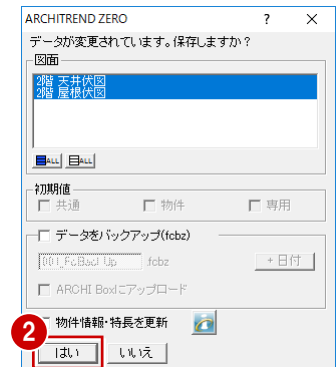 ARCHITREND ZERO ? ×
データが変更されています。保存しますか?
図面
2階 天井伏図
2階 屋根伏図
ALL ALL
初期値
共通 物件 専用
データをバックアップ(fcbz)
001_FcBacl Up fcbz +日付
ARCHI Boxにアップロード
物件情報・特長を更新
2
はい いいえ